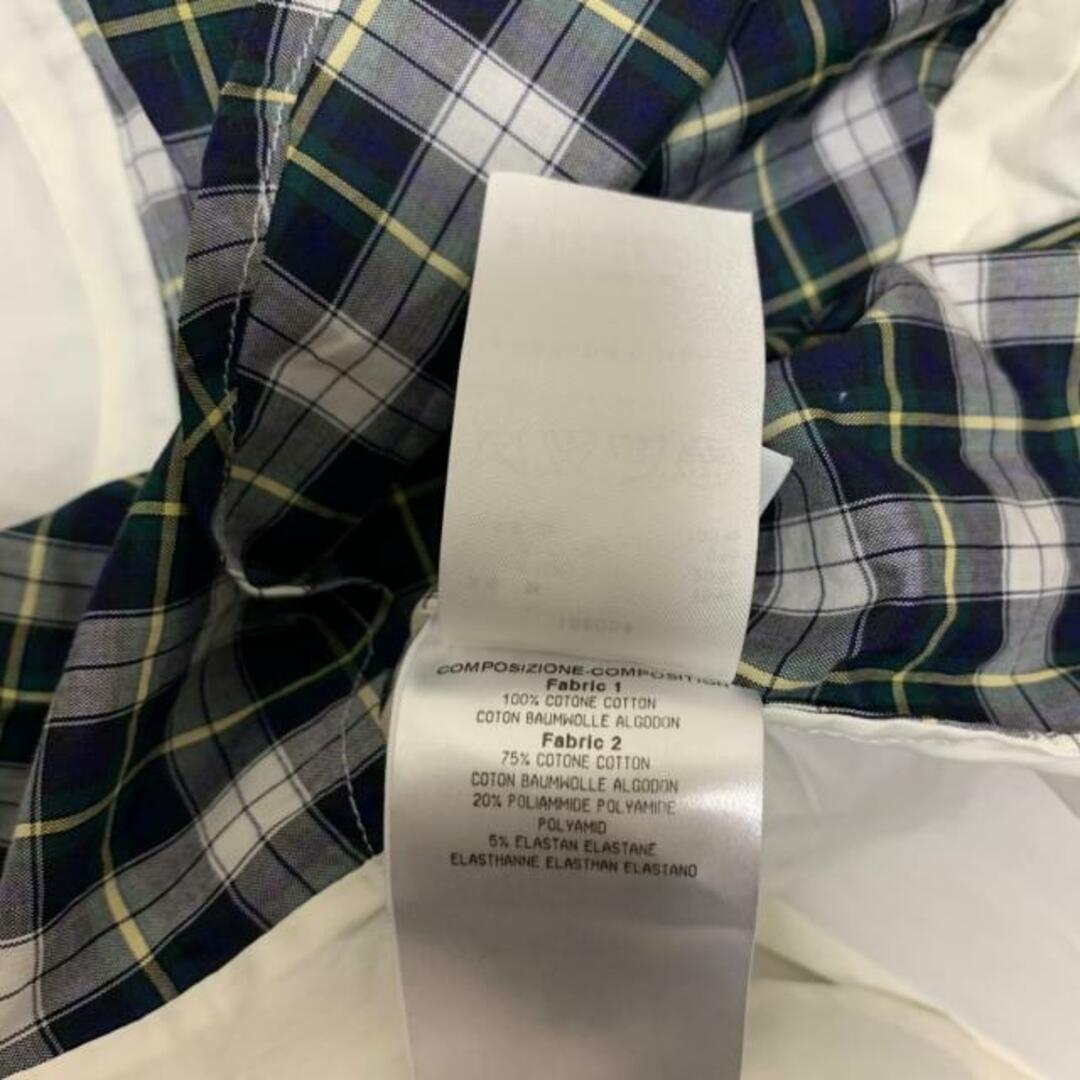 COMPOSIZIONE-COMPOSITION
Fabric 1
100% COTONE COTTON
COTON BAUMWOLLE ALGODON
Fabric 2
75% COTONE COTTON
COTON BAUMWOLLE ALGODON
20% POLIAMMIDE POLYAMIDE
POLYAMID
5% ELASTAN ELASTANE
ELASTHANNE ELASTHAN ELASTANO